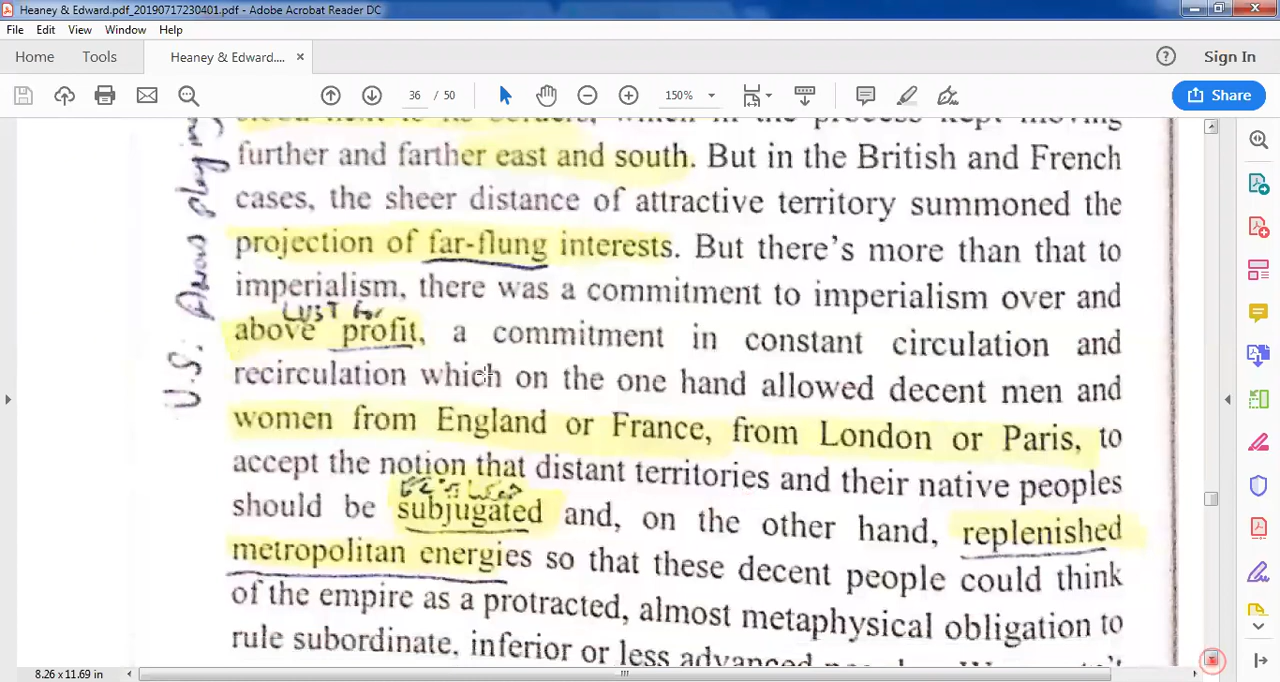 Heaney & Edward.pdf_20190717230401.pdf - Adobe Acrobat Reader DC
File Edit View Window Help
Home Tools Heaney & Edward.... × Sign In
36 / 50 150% Share
further and farther east and south. But in the British and French
cases, the sheer distance of attractive territory summoned the
projection of far-flung interests. But there's more than that to
imperialism, there was a commitment to imperialism over and
LUST for
above profit, a commitment in constant circulation and
recirculation which on the one hand allowed decent men and
women from England or France, from London or Paris, to
accept the notion that distant territories and their native peoples
should be subjugated and, on the other hand, replenished
metropolitan energies so that these decent people could think
of the empire as a protracted, almost metaphysical obligation to
rule subordinate, inferior or less advanced
U.S. Always playing
8.26 x 11.69 in